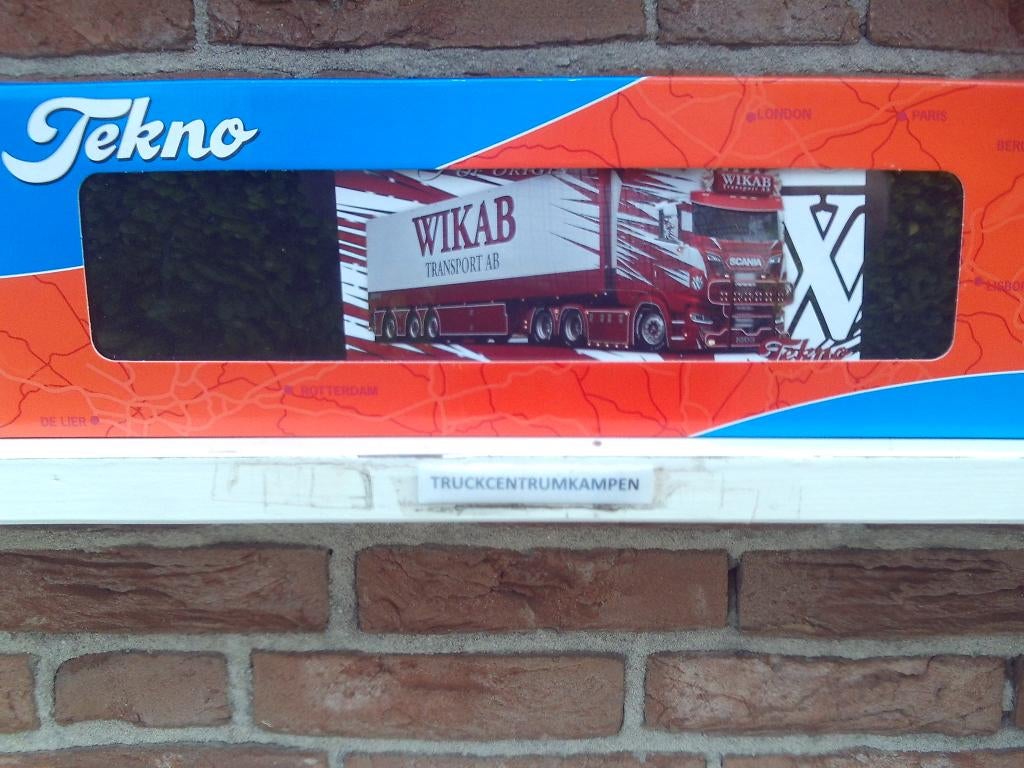 Tekno
LONDON
PARIS
WIKAB
WIKAB
TRANSPORT AB
SCANIA
Tekno
ROTTERDAM
DE LIER
TRUCKCENTRUMKAMPEN